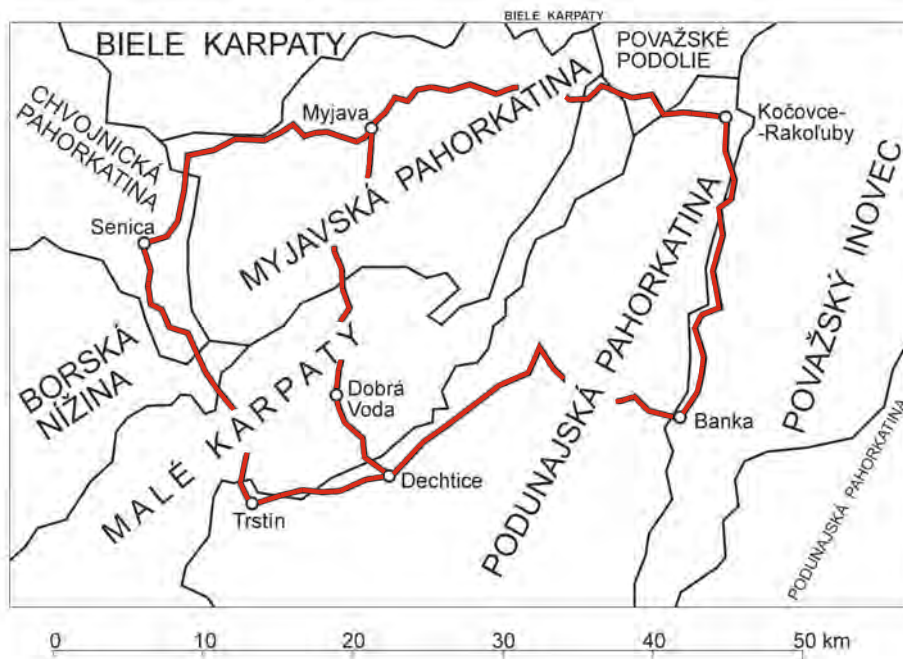 BIELE KARPATY
BIELE KARPATY
POVAŽSKÉ
PODOLIE
CHVOJNICKÁ
PAHORKATINA
Myjava
Kočovce-
-Rakoľuby
MYJAVSKÁ PAHORKATINA
Senica
POVAŽSKÝ INOVEC
BORSKÁ
NÍŽINA
MALÉ KARPATY
Dobrá
Voda
PODUNAJSKÁ PAHORKATINA
Banka
Dechtice
Trstín
PODUNAJSKÁ PAHORKATINA
0 10 20 30 40 50 km